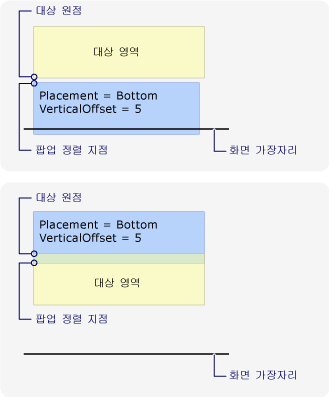 대상 원점
대상 영역
Placement = Bottom
VerticalOffset = 5
팝업 정렬 지점
화면 가장자리
대상 원점
Placement = Bottom
VerticalOffset = 5
대상 영역
팝업 정렬 지점
화면 가장자리